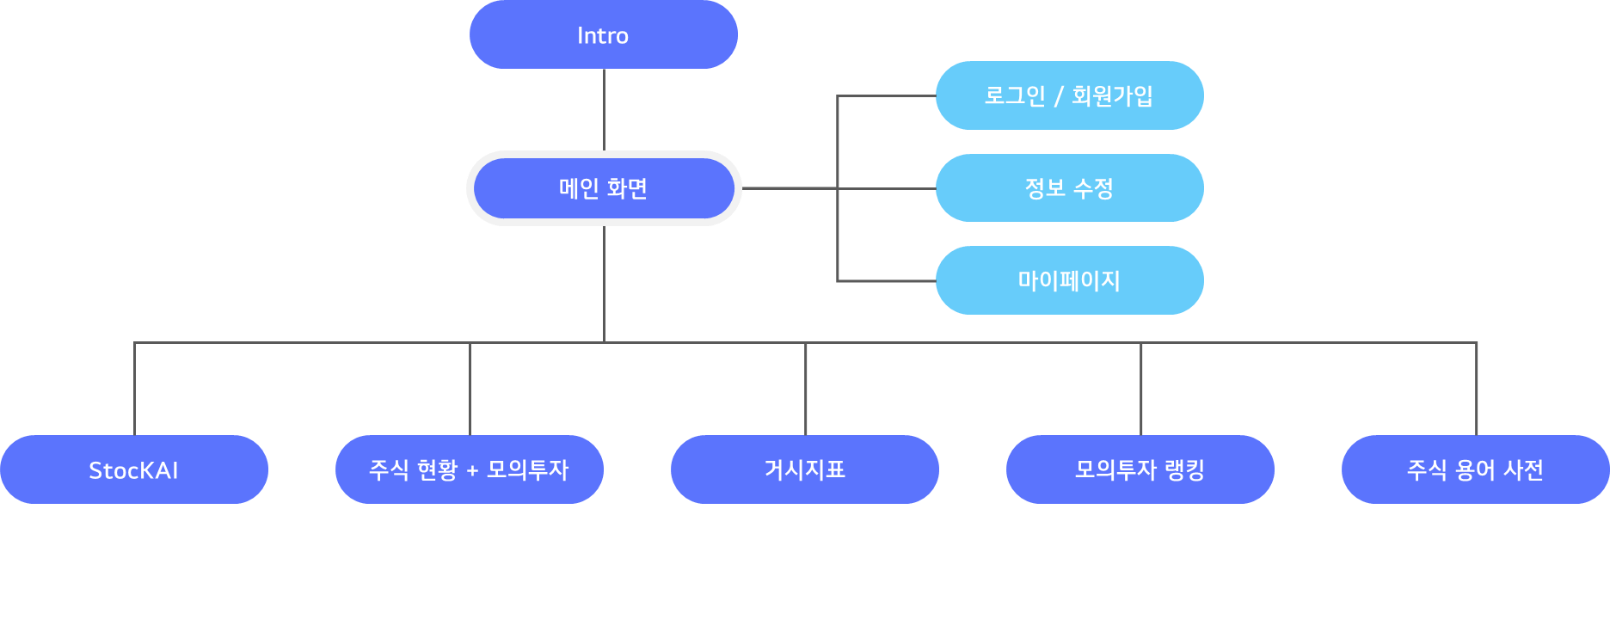 Intro
로그인 / 회원가입
메인 화면
정보 수정
마이페이지
StocKAI
주식 현황 + 모의투자
거시지표
모의투자 랭킹
주식 용어 사전